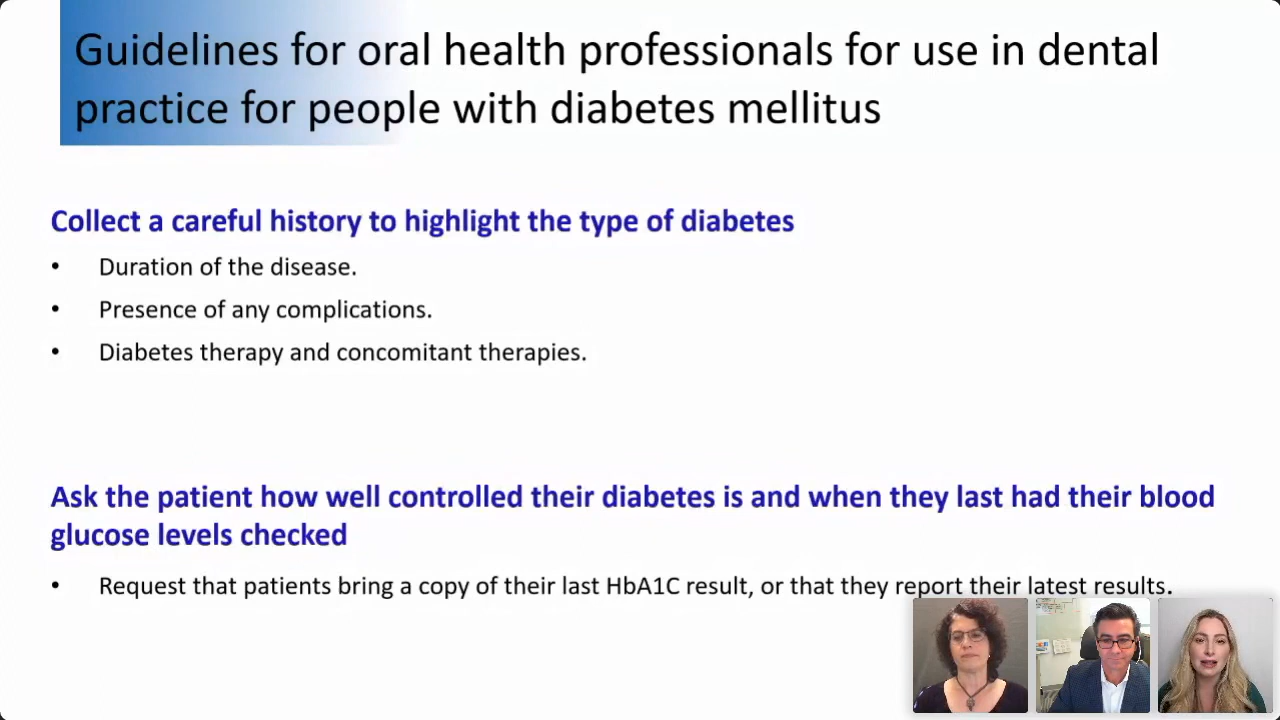 Guidelines for oral health professionals for use in dental
practice for people with diabetes mellitus
Collect a careful history to highlight the type of diabetes
• Duration of the disease.
• Presence of any complications.
• Diabetes therapy and concomitant therapies.
Ask the patient how well controlled their diabetes is and when they last had their blood
glucose levels checked
• Request that patients bring a copy of their last HbA1C result, or that they report their latest results.